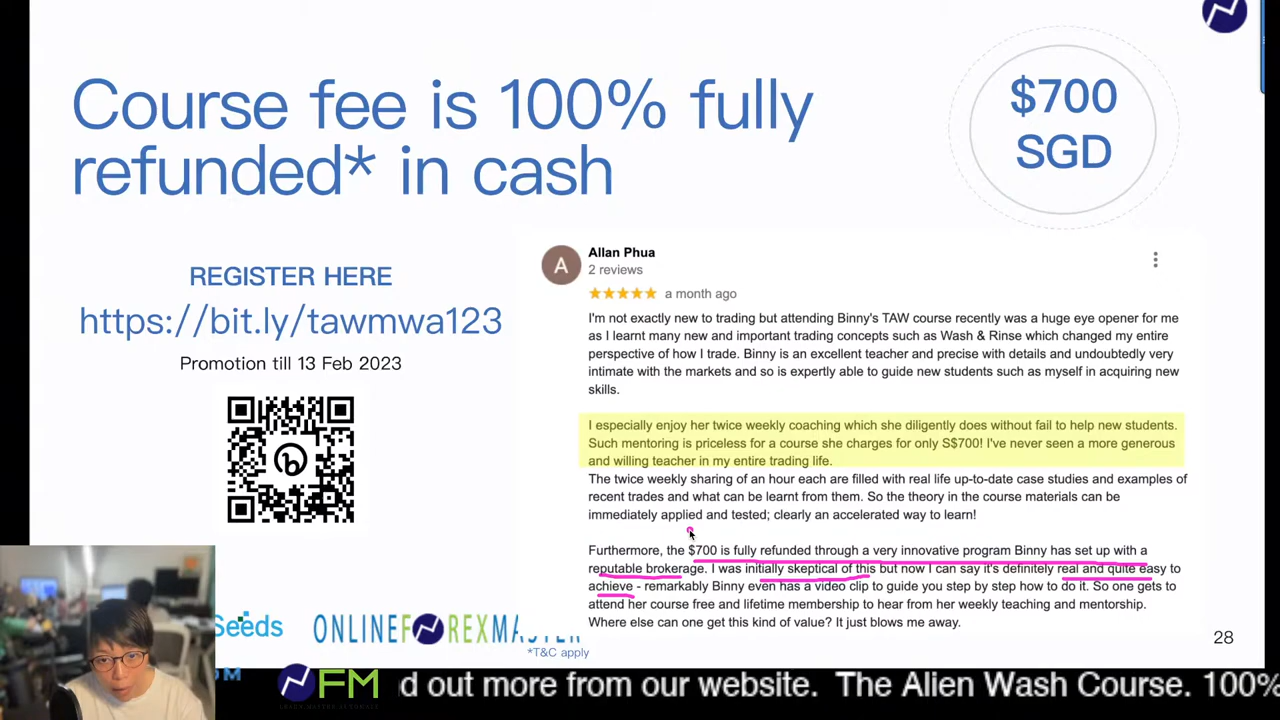 Course fee is 100% fully
refunded* in cash
$700
SGD
REGISTER HERE
https://bit.ly/tawmwa123
Promotion till 13 Feb 2023
A
Allan Phua
2 reviews
a month ago
I'm not exactly new to trading but attending Binny's TAW course recently was a huge eye opener for me
as I learnt many new and important trading concepts such as Wash & Rinse which changed my entire
perspective of how I trade. Binny is an excellent teacher and precise with details and undoubtedly very
intimate with the markets and so is expertly able to guide new students such as myself in acquiring new
skills.
I especially enjoy her twice weekly coaching which she diligently does without fail to help new students.
Such mentoring is priceless for a course she charges for only S$700! I've never seen a more generous
and willing teacher in my entire trading life.
The twice weekly sharing of an hour each are filled with real life up-to-date case studies and examples of
recent trades and what can be learnt from them. So the theory in the course materials can be
immediately applied and tested; clearly an accelerated way to learn!
Furthermore, the $700 is fully refunded through a very innovative program Binny has set up with a
reputable brokerage. I was initially skeptical of this but now I can say it's definitely real and quite easy to
achieve - remarkably Binny even has a video clip to guide you step by step how to do it. So one gets to
attend her course free and lifetime membership to hear from her weekly teaching and mentorship.
Where else can one get this kind of value? It just blows me away.
Seeds
ONLINEFOREXMASTER
*T&C apply
28
OM
FM
d out more from our website. The Alien Wash Course. 100%